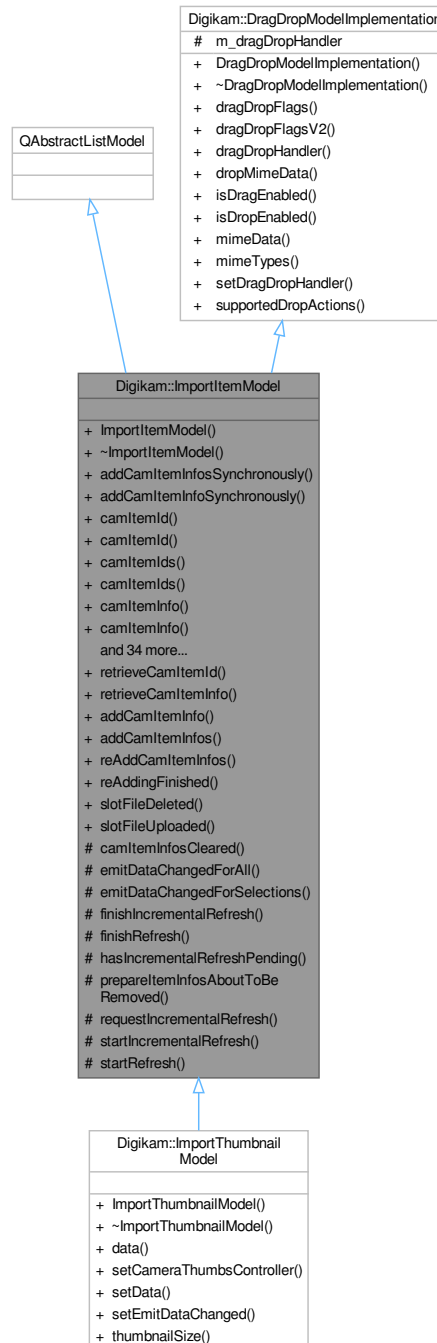 Digikam::DragDropModelImplementation
# m_dragDropHandler
+ DragDropModelImplementation()
+ ~DragDropModelImplementation()
+ dragDropFlags()
+ dragDropFlagsV2()
+ dragDropHandler()
+ dropMimeData()
+ isDragEnabled()
+ isDropEnabled()
+ mimeData()
+ mimeTypes()
+ setDragDropHandler()
+ supportedDropActions()
QAbstractListModel
Digikam::ImportItemModel
+ ImportItemModel()
+ ~ImportItemModel()
+ addCamItemInfosSynchronously()
+ addCamItemInfoSynchronously()
+ camItemId()
+ camItemId()
+ camItemIds()
+ camItemIds()
+ camItemInfo()
+ camItemInfo()
and 34 more...
+ retrieveCamItemId()
+ retrieveCamItemInfo()
+ addCamItemInfo()
+ addCamItemInfos()
+ reAddCamItemInfos()
+ reAddingFinished()
+ slotFileDeleted()
+ slotFileUploaded()
# camItemInfosCleared()
# emitDataChangedForAll()
# emitDataChangedForSelections()
# finishIncrementalRefresh()
# finishRefresh()
# hasIncrementalRefreshPending()
# prepareItemInfosAboutToBe
Removed()
# requestIncrementalRefresh()
# startIncrementalRefresh()
# startRefresh()
Digikam::ImportThumbnail
Model
+ ImportThumbnailModel()
+ ~ImportThumbnailModel()
+ data()
+ setCameraThumbsController()
+ setData()
+ setEmitDataChanged()
+ thumbnailSize()